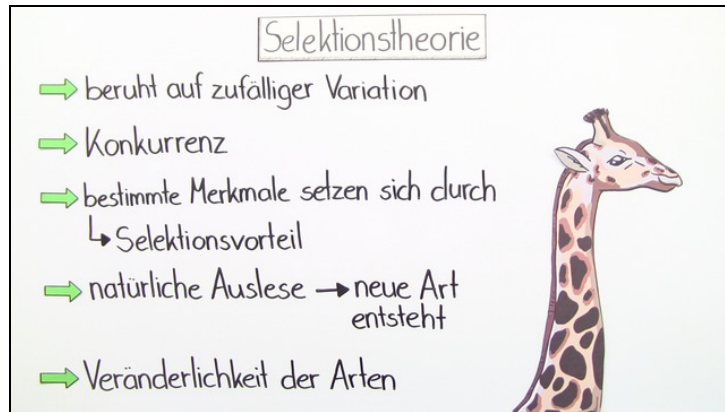 Selektionstheorie
beruht auf zufälliger Variation
Konkurrenz
bestimmte Merkmale setzen sich durch
Selektionsvorteil
natürliche Auslese → neue Art
entsteht
Veränderlichkeit der Arten